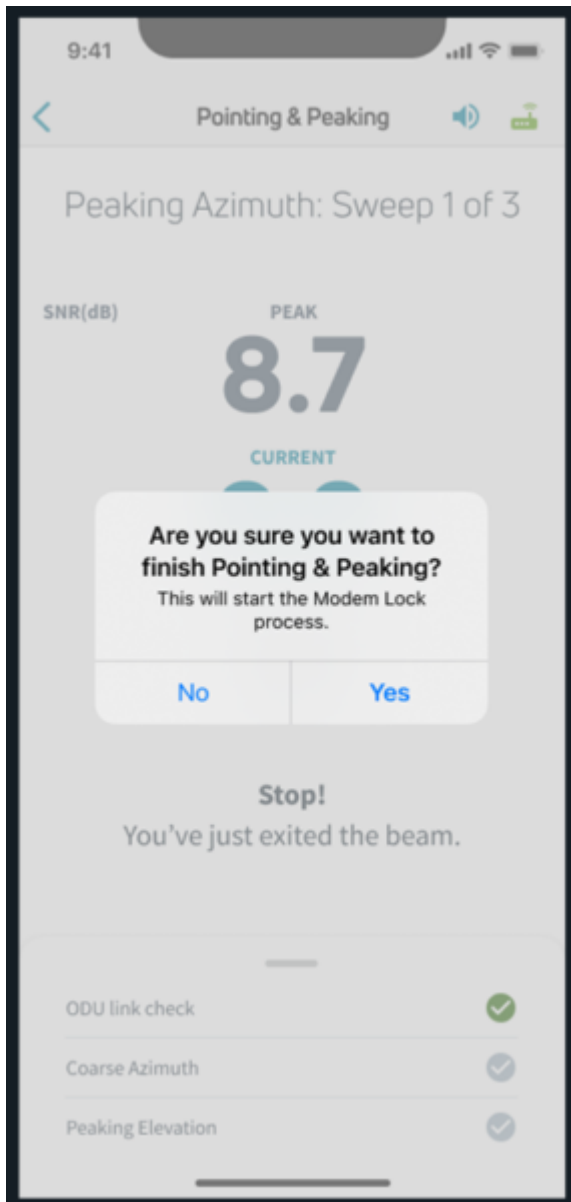 9:41
Pointing & Peaking
Peaking Azimuth: Sweep 1 of 3
SNR(dB)
PEAK
8.7
CURRENT
Are you sure you want to
finish Pointing & Peaking?
This will start the Modem Lock
process.
No
Yes
Stop!
You've just exited the beam.
ODU link check
Coarse Azimuth
Peaking Elevation